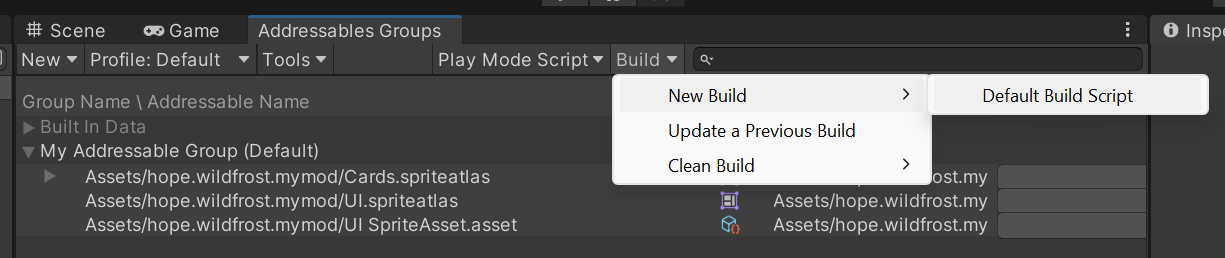 Scene Game Addressables Groups Inspe
New Profile: Default Tools Play Mode Script Build
New Build Default Build Script
Group Name \ Addressable Name
Built In Data Update a Previous Build
My Addressable Group (Default)
Clean Build
Assets/hope.wildfrost.mymod/Cards.spriteatlas Assets/hope.wildfrost.my
Assets/hope.wildfrost.mymod/UI.spriteatlas Assets/hope.wildfrost.my
Assets/hope.wildfrost.mymod/UI SpriteAsset.asset Assets/hope.wildfrost.my